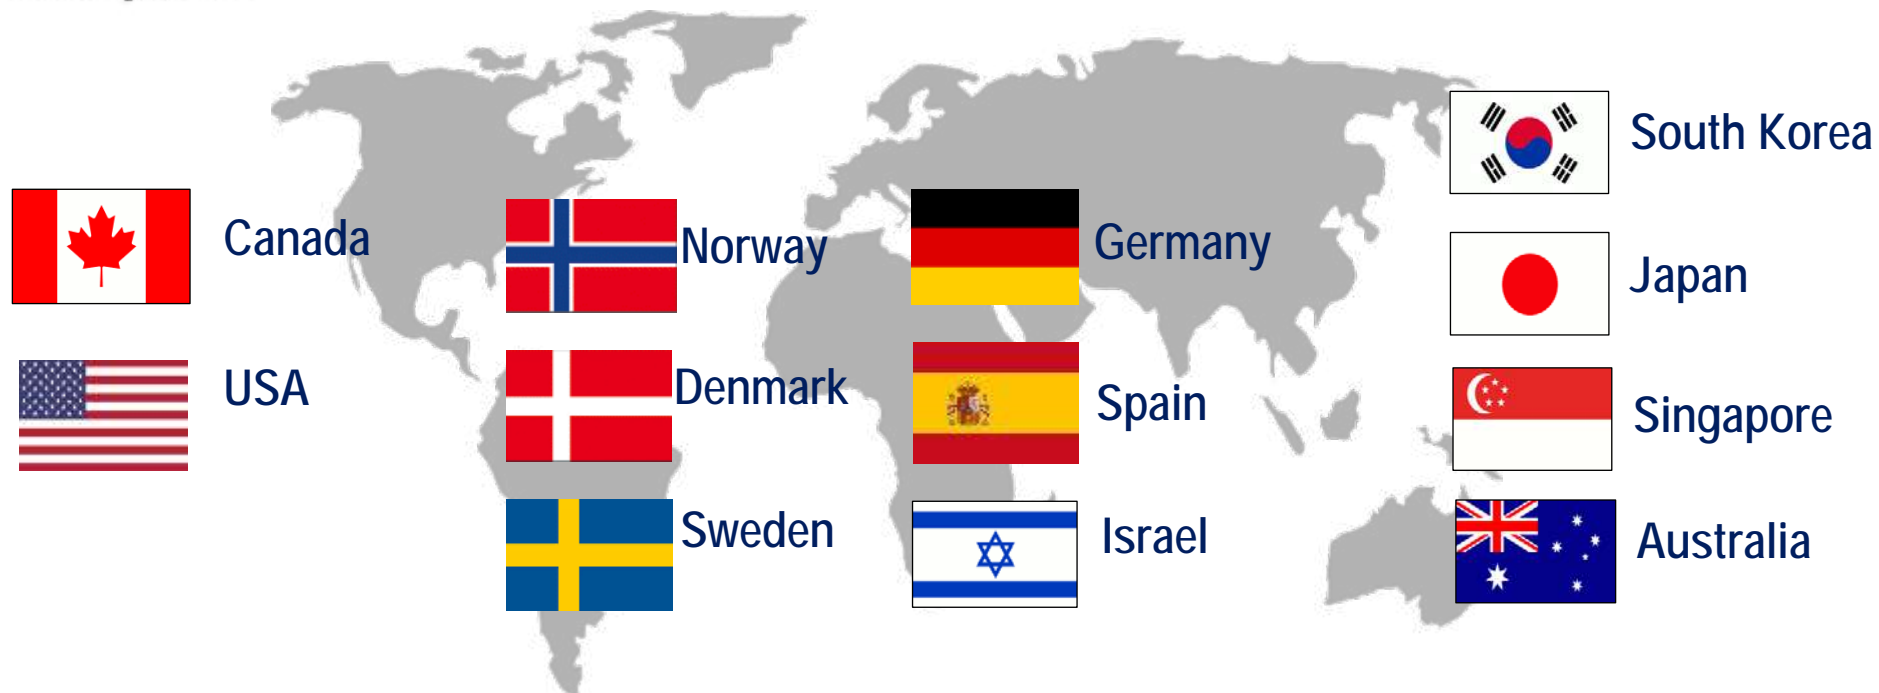 Canada
USA
Norway
Denmark
Sweden
Germany
Spain
Israel
South Korea
Japan
Singapore
Australia